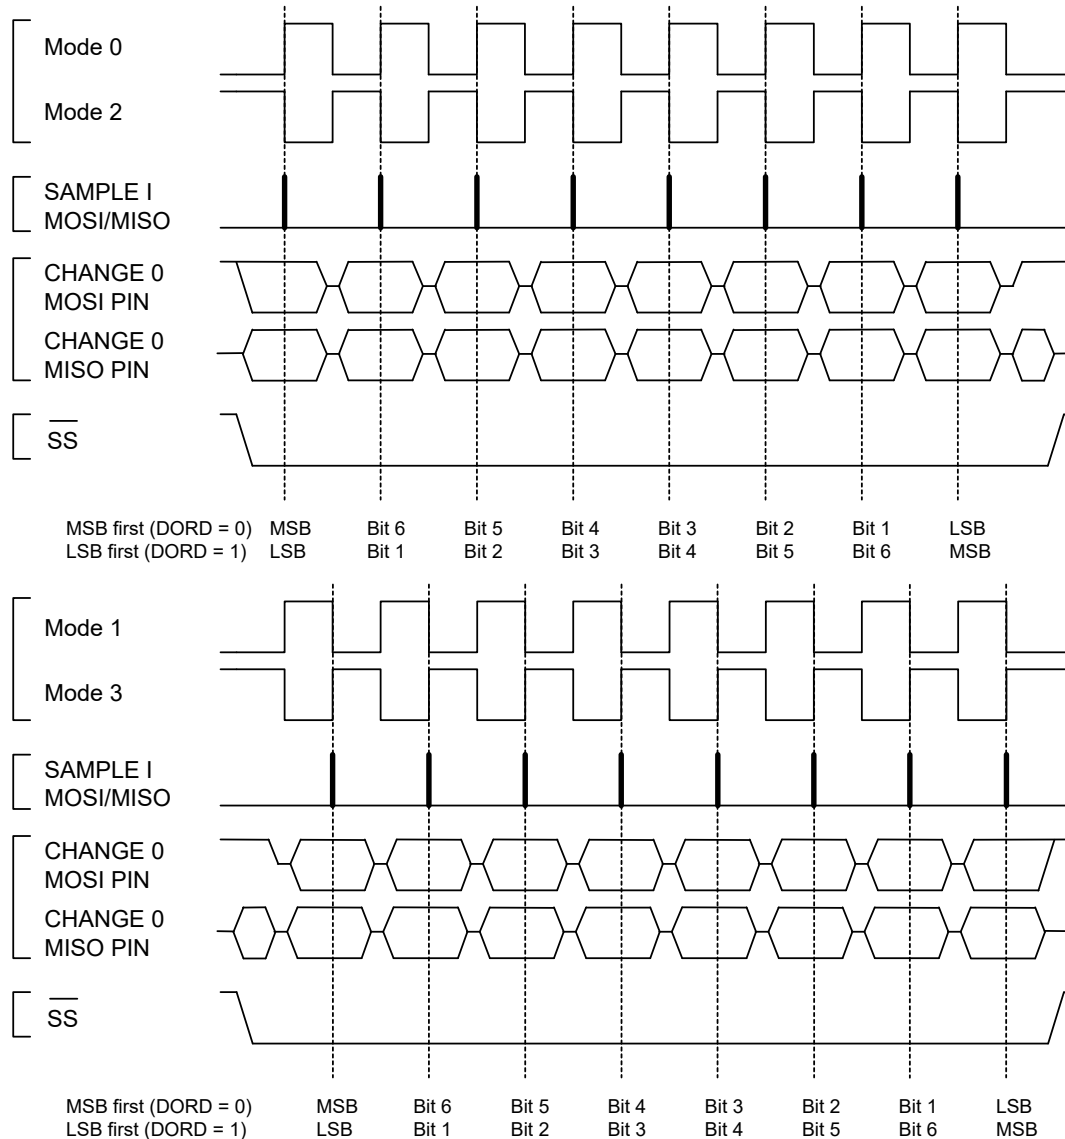 Mode 0
Mode 2
SAMPLE I
MOSI/MISO
CHANGE 0
MOSI PIN
CHANGE 0
MISO PIN
SS
MSB first (DORD = 0) MSB Bit 6 Bit 5 Bit 4 Bit 3 Bit 2 Bit 1 LSB
LSB first (DORD = 1) LSB Bit 1 Bit 2 Bit 3 Bit 4 Bit 5 Bit 6 MSB
Mode 1
Mode 3
SAMPLE I
MOSI/MISO
CHANGE 0
MOSI PIN
CHANGE 0
MISO PIN
SS
MSB first (DORD = 0) MSB Bit 6 Bit 5 Bit 4 Bit 3 Bit 2 Bit 1 LSB
LSB first (DORD = 1) LSB Bit 1 Bit 2 Bit 3 Bit 4 Bit 5 Bit 6 MSB